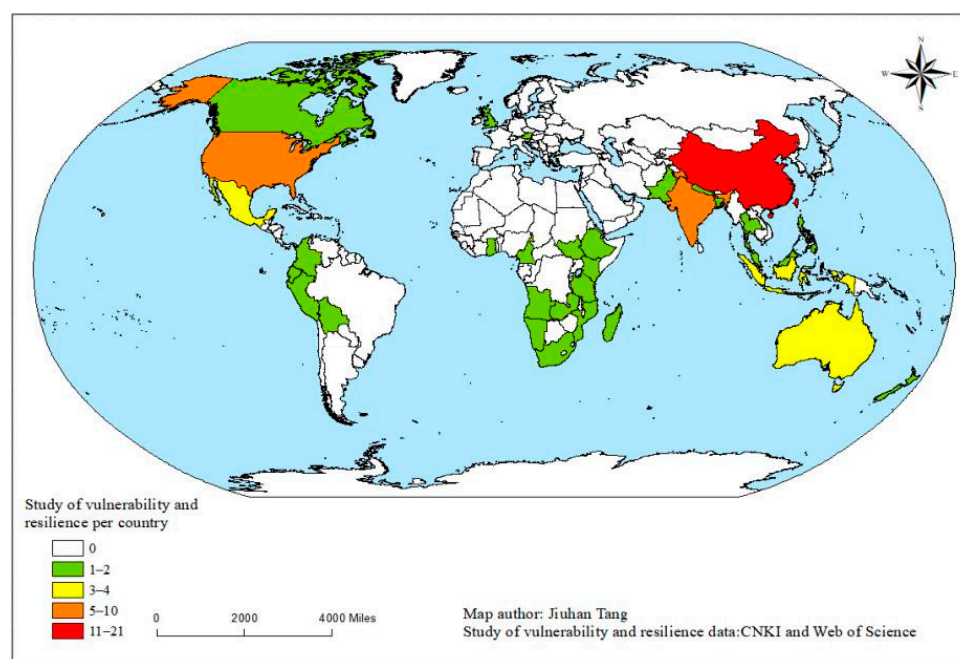 N
W
E
S
Study of vulnerability and
resilience per country
0
1–2
3–4
5–10
11–21
0 2000 4000 Miles
Map author: Jiuhan Tang
Study of vulnerability and resilience data:CNKI and Web of Science